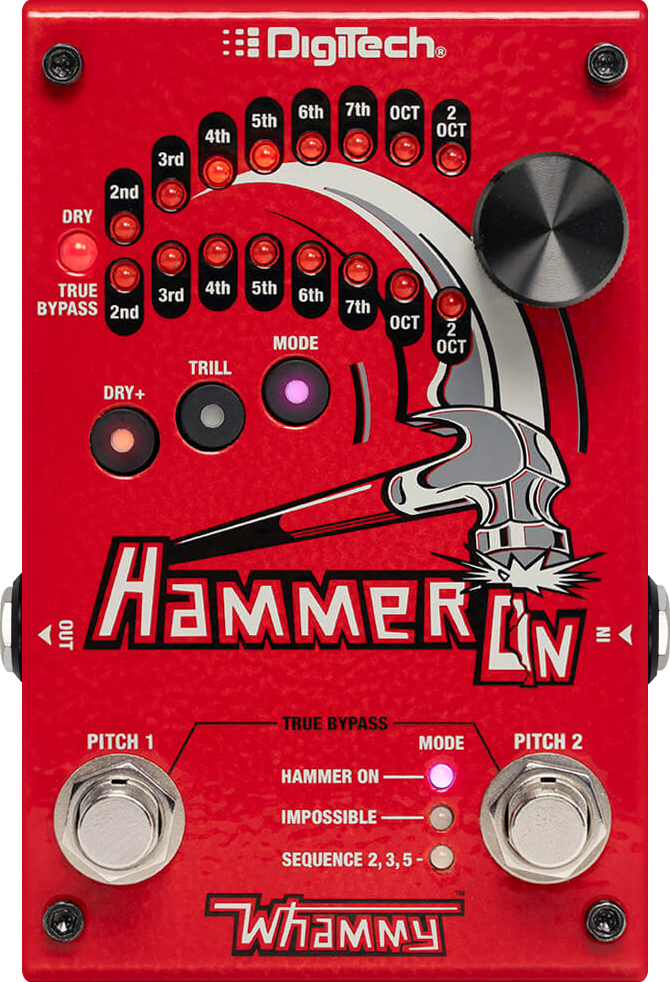 DigiTech®
2nd
3rd
4th
5th
6th
7th
OCT
2
OCT
DRY
TRUE
BYPASS
2nd
3rd
4th
5th
6th
7th
OCT
2
OCT
DRY+
TRILL
MODE
HAMMER ON
OUT
IN
TRUE BYPASS
PITCH 1
MODE
PITCH 2
HAMMER ON
IMPOSSIBLE
SEQUENCE 2, 3, 5
WHAMMY™